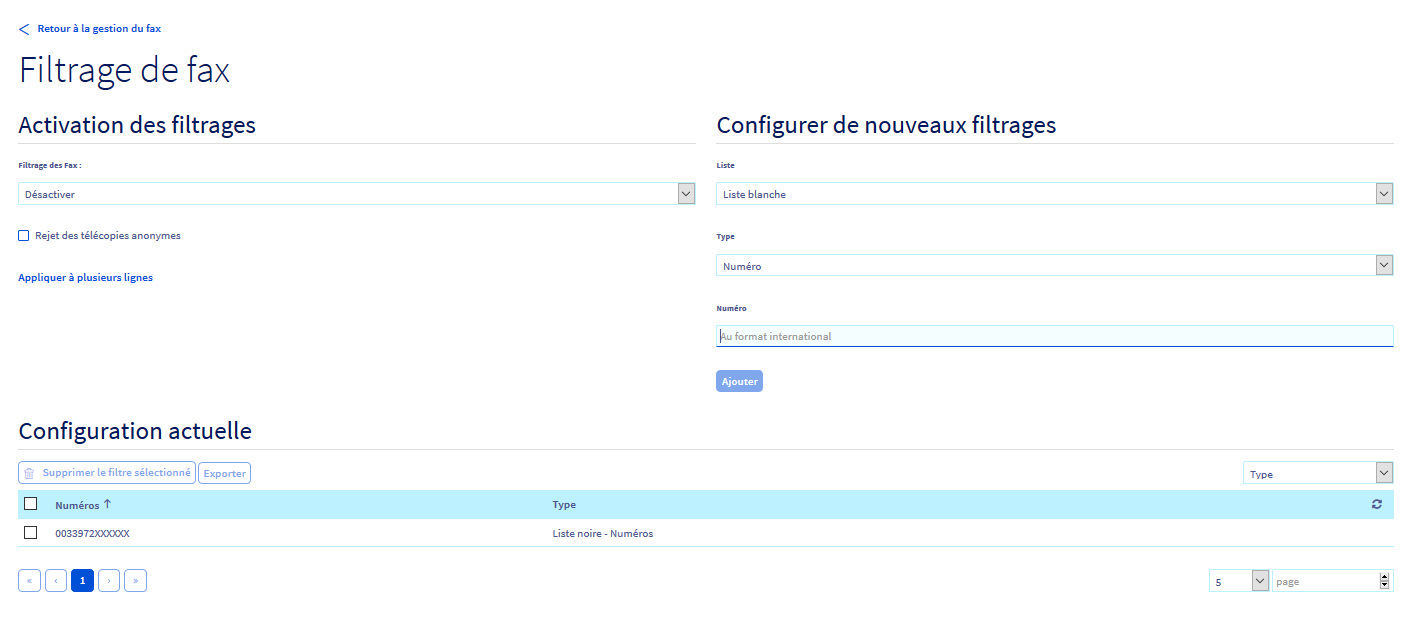 Retour à la gestion du fax
Filtrage de fax
Activation des filtrages
Filtrage des Fax :
Désactiver
Rejet des télécopies anonymes
Appliquer à plusieurs lignes
Configurer de nouveaux filtrages
Liste
Liste blanche
Type
Numéro
Numéro
Au format international
Ajouter
Configuration actuelle
Supprimer le filtre sélectionné Exporter Type
Numéros ↑ Type
0033972XXXXXX Liste noire - Numéros
« ‹ 1 › » 5 page